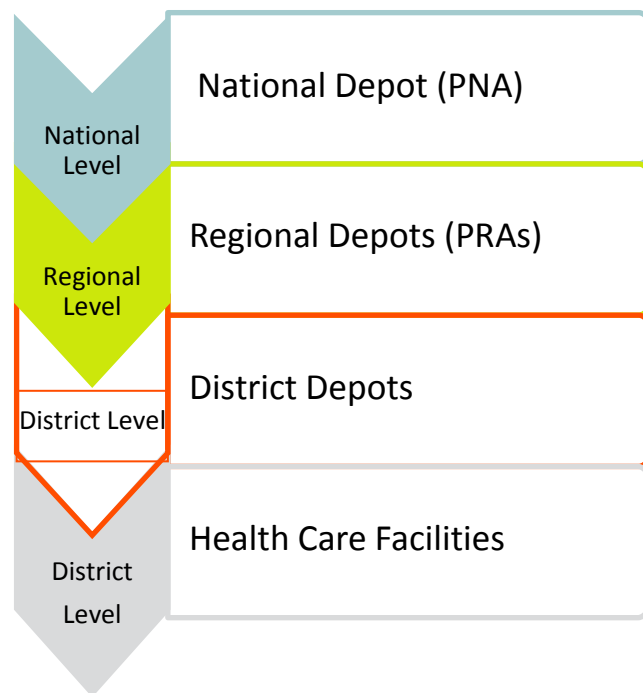 National Depot (PNA)
National
Level
Regional Depots (PRAs)
Regional
Level
District Depots
District Level
Health Care Facilities
District
Level